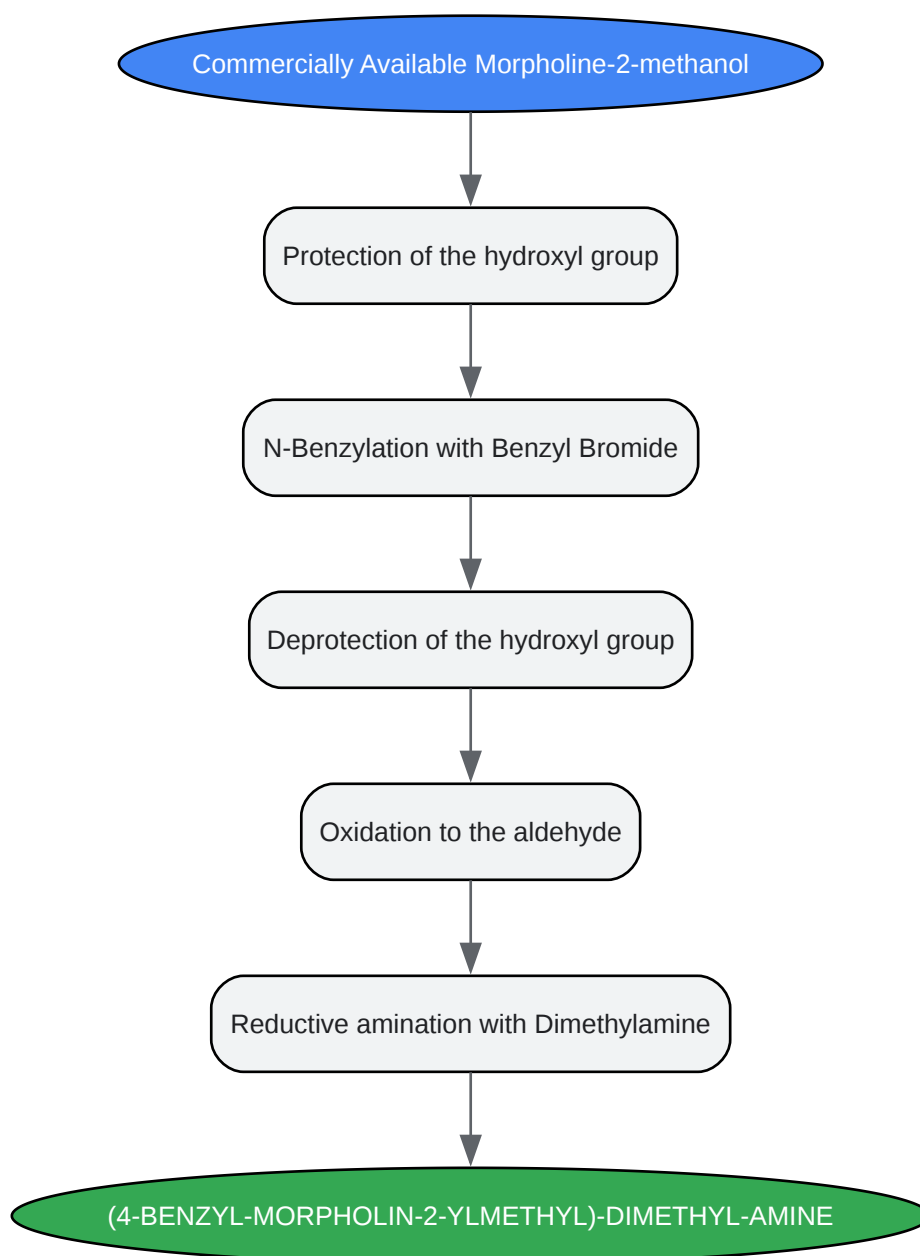 Commercially Available Morpholine-2-methanol
Protection of the hydroxyl group
N-Benzylation with Benzyl Bromide
Deprotection of the hydroxyl group
Oxidation to the aldehyde
Reductive amination with Dimethylamine
(4-BENZYL-MORPHOLIN-2-YLMETHYL)-DIMETHYL-AMINE